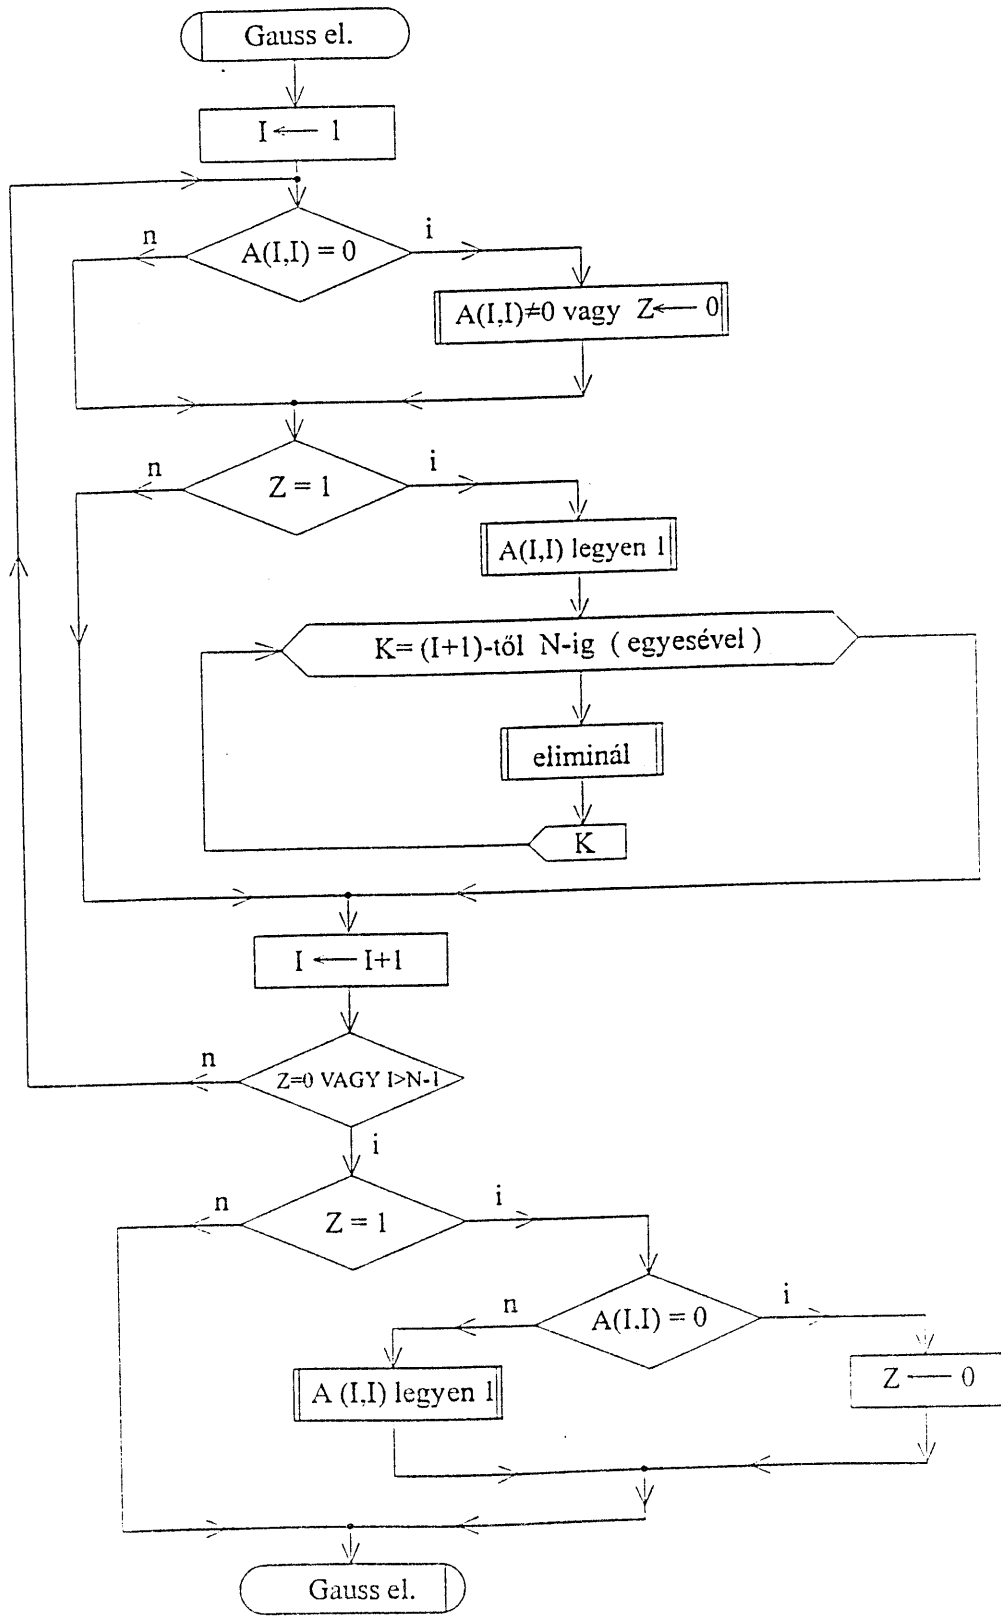 Gauss el.
I ← 1
n
A(I,I) = 0
i
A(I,I)≠0 vagy Z ← 0
n
Z = 1
i
A(I,I) legyen 1
K= (I+1)-től N-ig ( egyesével )
eliminál
K
I ← I+1
n
Z=0 VAGY I>N-1
i
n
Z = 1
i
n
A(I.I) = 0
i
A (I,I) legyen 1
Z ← 0
Gauss el.